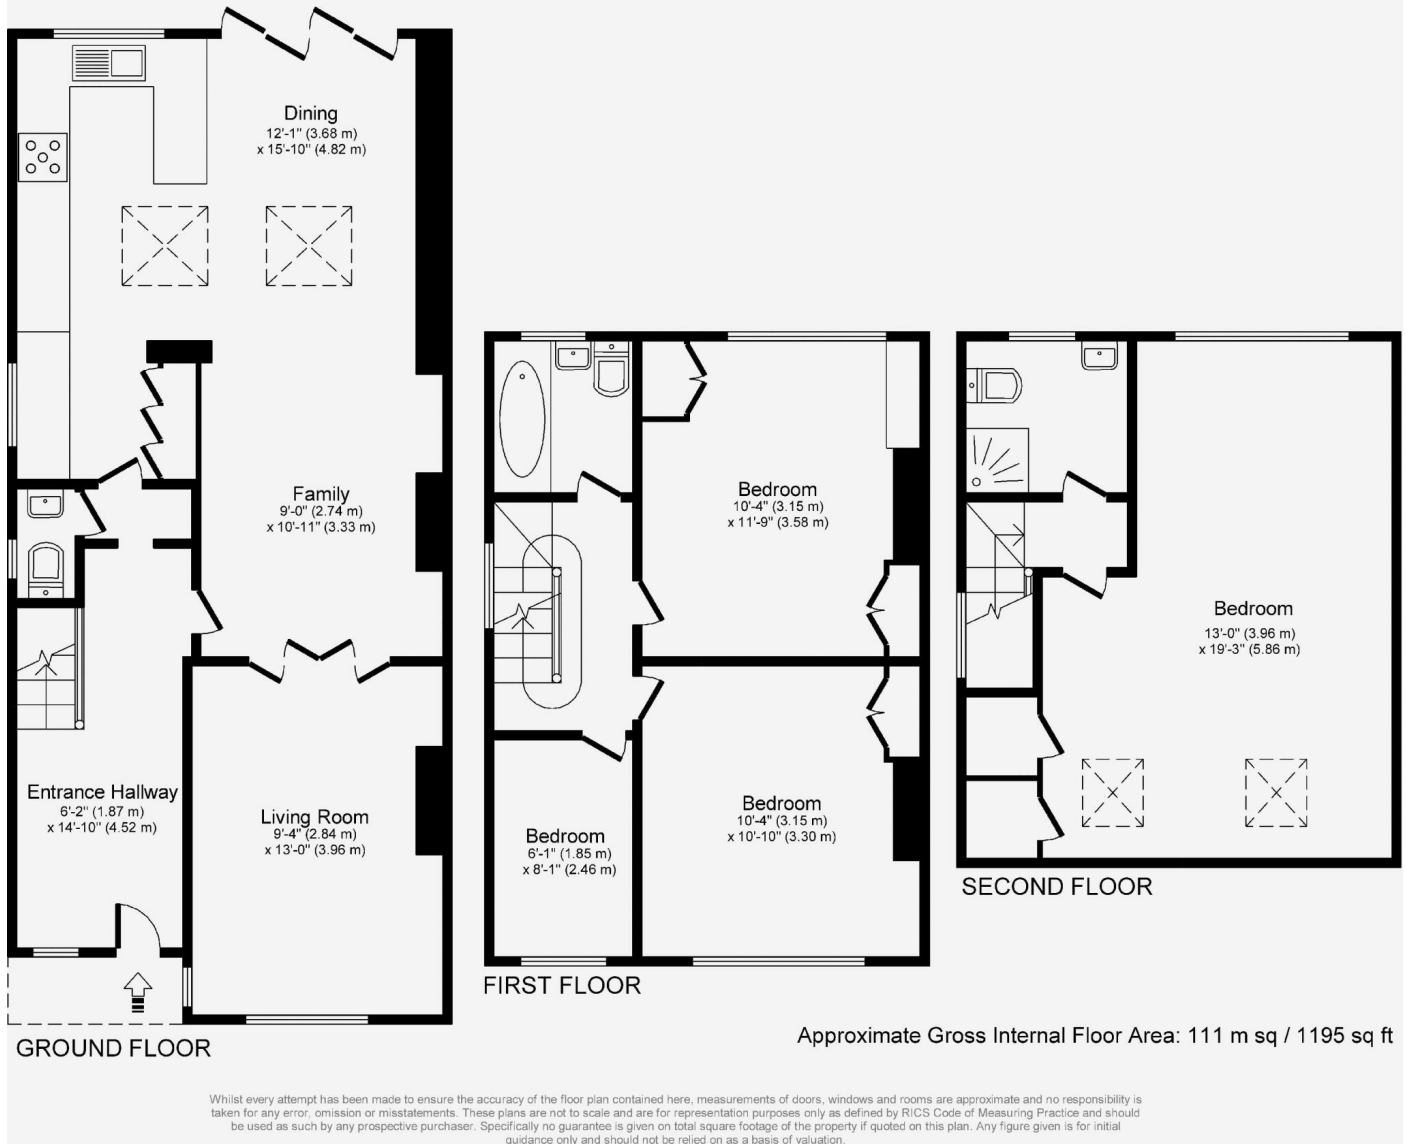 Dining
12'-1" (3.68 m)
x 15'-10" (4.82 m)
Family
9'-0" (2.74 m)
x 10'-11" (3.33 m)
Entrance Hallway
6'-2" (1.87 m)
x 14'-10" (4.52 m)
Living Room
9'-4" (2.84 m)
x 13'-0" (3.96 m)
GROUND FLOOR
Bedroom
10'-4" (3.15 m)
x 11'-9" (3.58 m)
Bedroom
10'-4" (3.15 m)
x 10'-10" (3.30 m)
Bedroom
6'-1" (1.85 m)
x 8'-1" (2.46 m)
FIRST FLOOR
Bedroom
13'-0" (3.96 m)
x 19'-3" (5.86 m)
SECOND FLOOR
Approximate Gross Internal Floor Area: 111 m sq / 1195 sq ft
Whilst every attempt has been made to ensure the accuracy of the floor plan contained here, measurements of doors, windows and rooms are approximate and no responsibility is
taken for any error, omission or misstatements. These plans are not to scale and are for representation purposes only as defined by RICS Code of Measuring Practice and should
be used as such by any prospective purchaser. Specifically no guarantee is given on total square footage of the property if quoted on this plan. Any figure given is for initial
guidance only and should not be relied on as a basis of valuation.